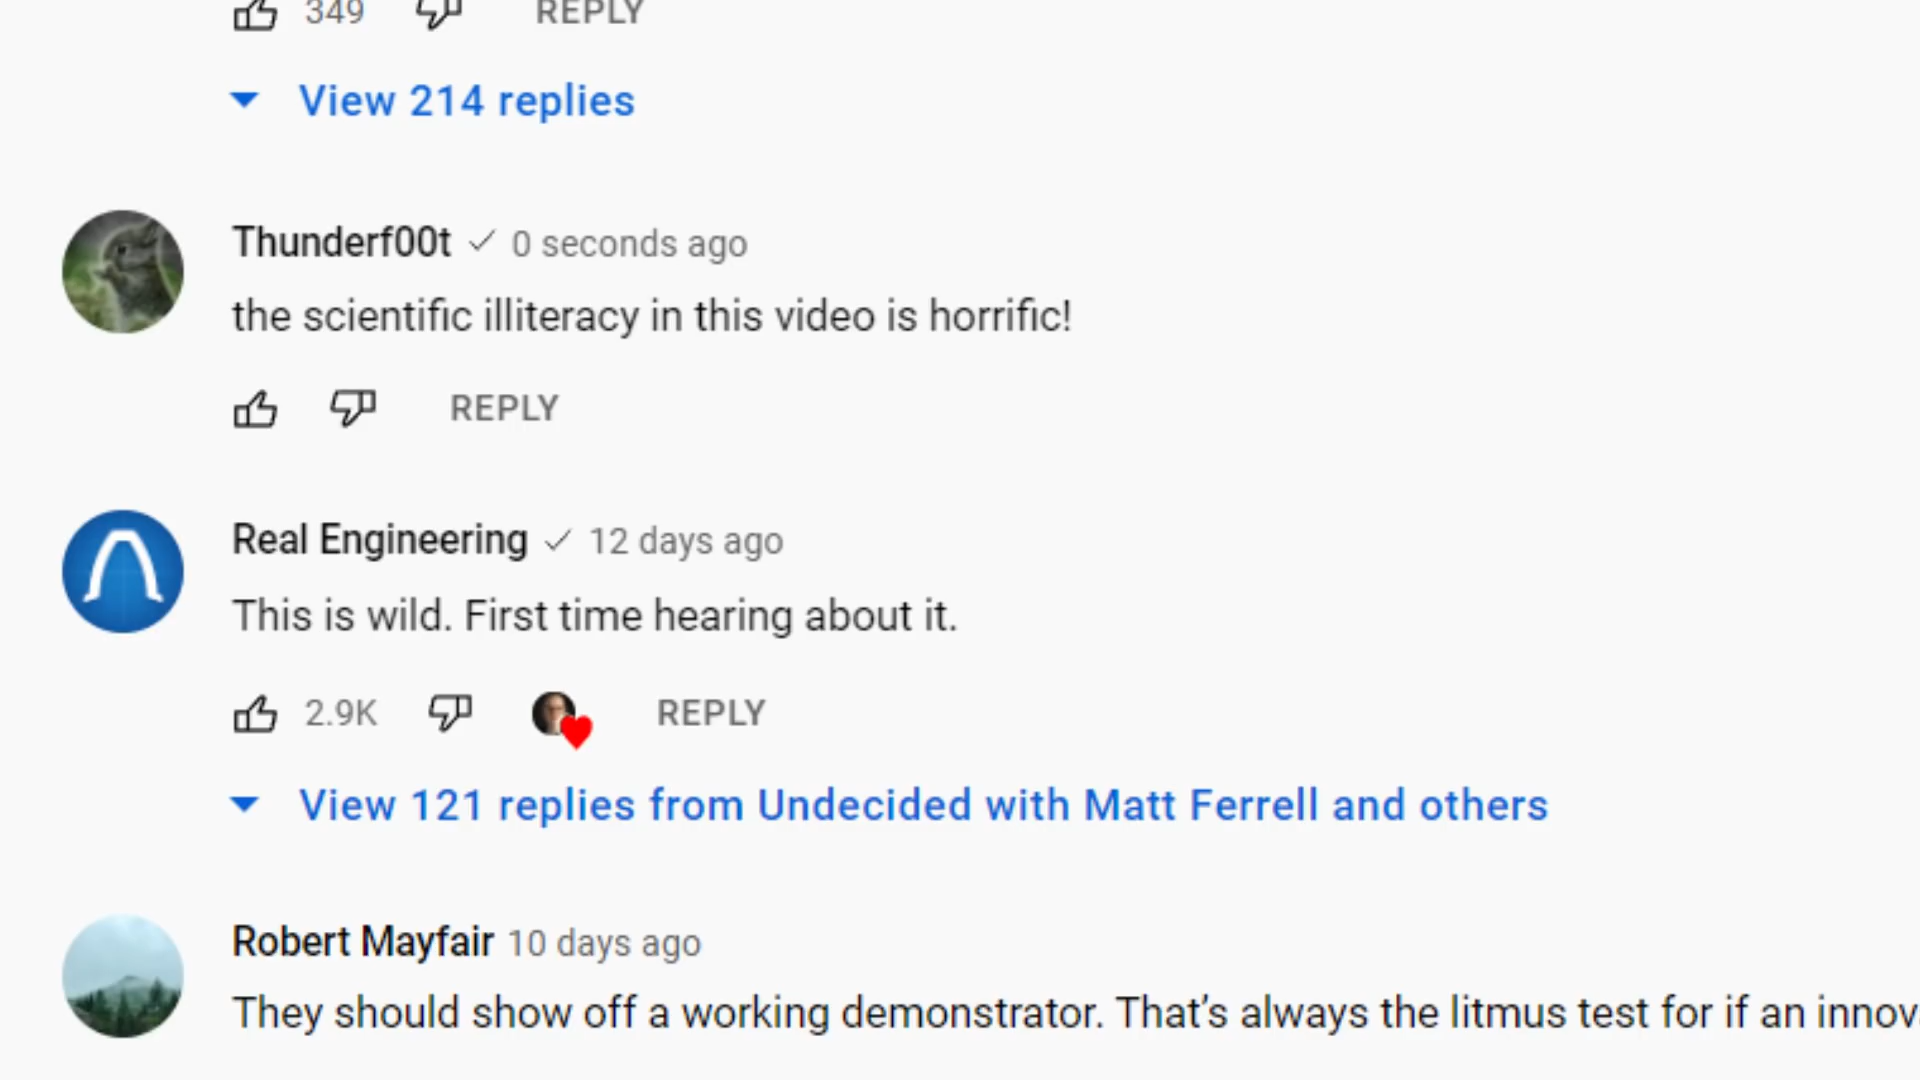 349 REPLY
View 214 replies
Thunderf00t 0 seconds ago
the scientific illiteracy in this video is horrific!
REPLY
Real Engineering 12 days ago
This is wild. First time hearing about it.
2.9K REPLY
View 121 replies from Undecided with Matt Ferrell and others
Robert Mayfair 10 days ago
They should show off a working demonstrator. That's always the litmus test for if an